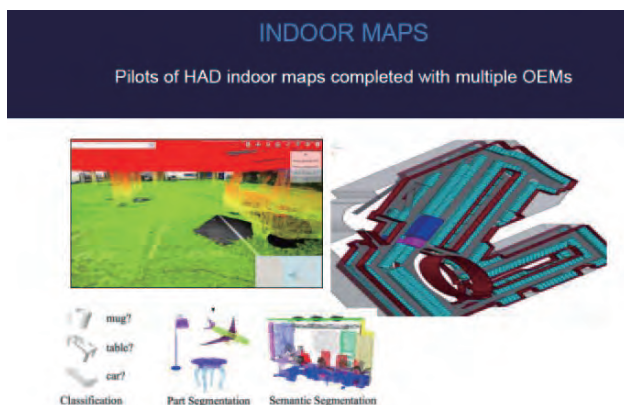 INDOOR MAPS
Pilots of HAD indoor maps completed with multiple OEMs
mug?
table?
car?
Classification
Part Segmentation
Semantic Segmentation